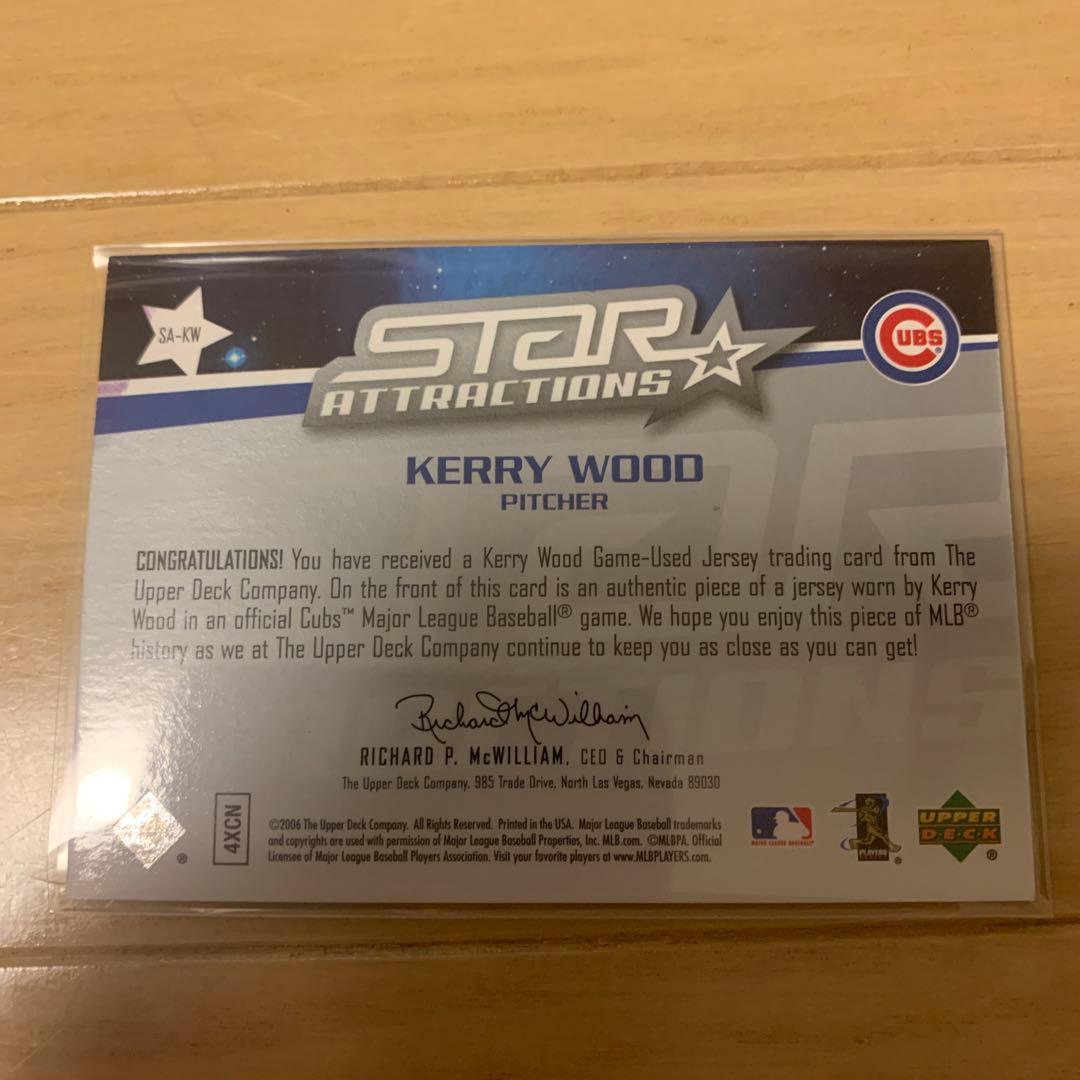 SA-KW
STAR
ATTRACTIONS
CUBS®
KERRY WOOD
PITCHER
CONGRATULATIONS! You have received a Kerry Wood Game-Used Jersey trading card from The
Upper Deck Company. On the front of this card is an authentic piece of a jersey worn by Kerry
Wood in an official Cubs™ Major League Baseball® game. We hope you enjoy this piece of MLB®
history as we at The Upper Deck Company continue to keep you as close as you can get!
Richard McWilliam
RICHARD P. McWILLIAM, CEO & Chairman
The Upper Deck Company, 985 Trade Drive, North Las Vegas, Nevada 89030
4XCN
©2006 The Upper Deck Company. All Rights Reserved. Printed in the USA. Major League Baseball trademarks
and copyrights are used with permission of Major League Baseball Properties, Inc. MLB.com. ©MLBPA. Official
Licensee of Major League Baseball Players Association. Visit your favorite players at www.MLBPLAYERS.com.
MAJOR LEAGUE BASEBALL
PLAYERS
®
UPPER
DECK
®
®